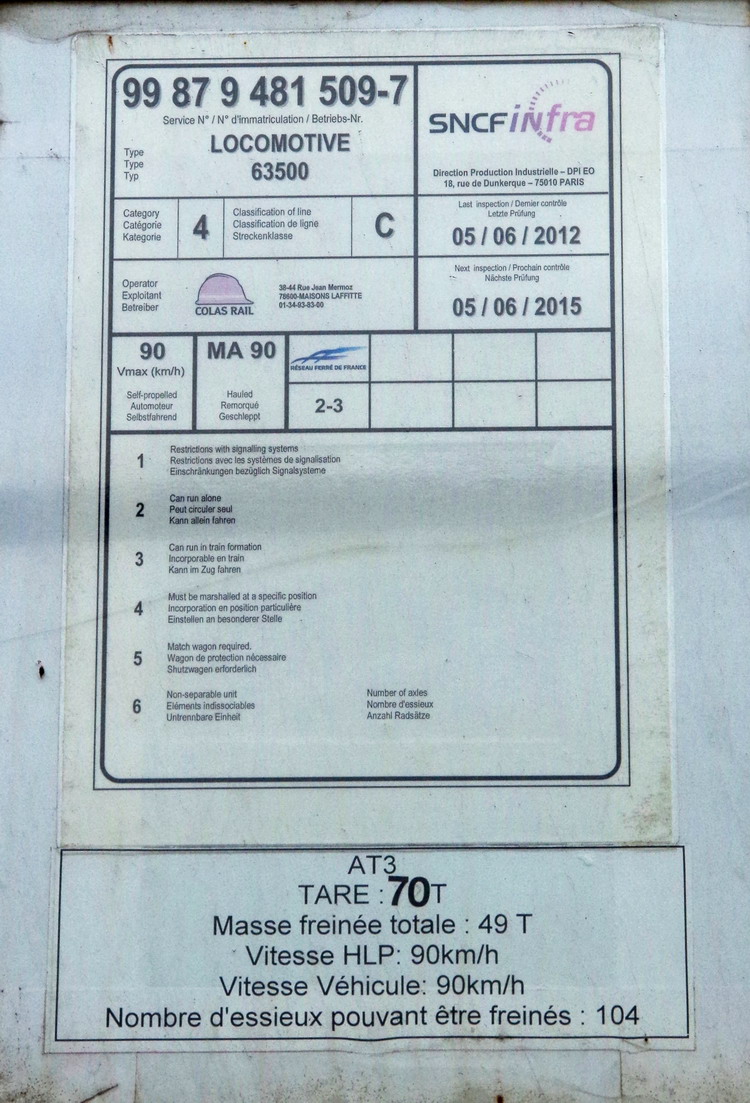 99 87 9 481 509-7
Service N° / N° d'immatriculation / Betriebs-Nr.
Type
Type
Typ
LOCOMOTIVE
63500
SNCF infra
Direction Production Industrielle – DPI EO
18, rue de Dunkerque – 75010 PARIS
Category
Catégorie
Kategorie
4
Classification of line
Classification de ligne
Streckenklasse
C
Last inspection / Dernier contrôle
Letzte Prüfung
05 / 06 / 2012
Operator
Exploitant
Betreiber
COLAS RAIL
38-44 Rue Jean Mermoz
78600-MAISONS LAFFITTE
01-34-93-83-00
Next inspection / Prochain contrôle
Nächste Prüfung
05 / 06 / 2015
90
Vmax (km/h)
Self-propelled
Automoteur
Selbstfahrend
MA 90
Hauled
Remorqué
Geschleppt
RÉSEAU FERRÉ DE FRANCE
2-3
1
Restrictions with signalling systems
Restrictions avec les systèmes de signalisation
Einschränkungen bezüglich Signalsysteme
2
Can run alone
Peut circuler seul
Kann allein fahren
3
Can run in train formation
Incorporable en train
Kann im Zug fahren
4
Must be marshalled at a specific position
Incorporation en position particulière
Einstellen an besonderer Stelle
5
Match wagon required.
Wagon de protection nécessaire
Shutzwagen erforderlich
6
Non-separable unit
Eléments indissociables
Untrennbare Einheit
Number of axles
Nombre d'essieux
Anzahl Radsätze
AT3
TARE : 70T
Masse freinée totale : 49 T
Vitesse HLP: 90km/h
Vitesse Véhicule: 90km/h
Nombre d'essieux pouvant être freinés : 104